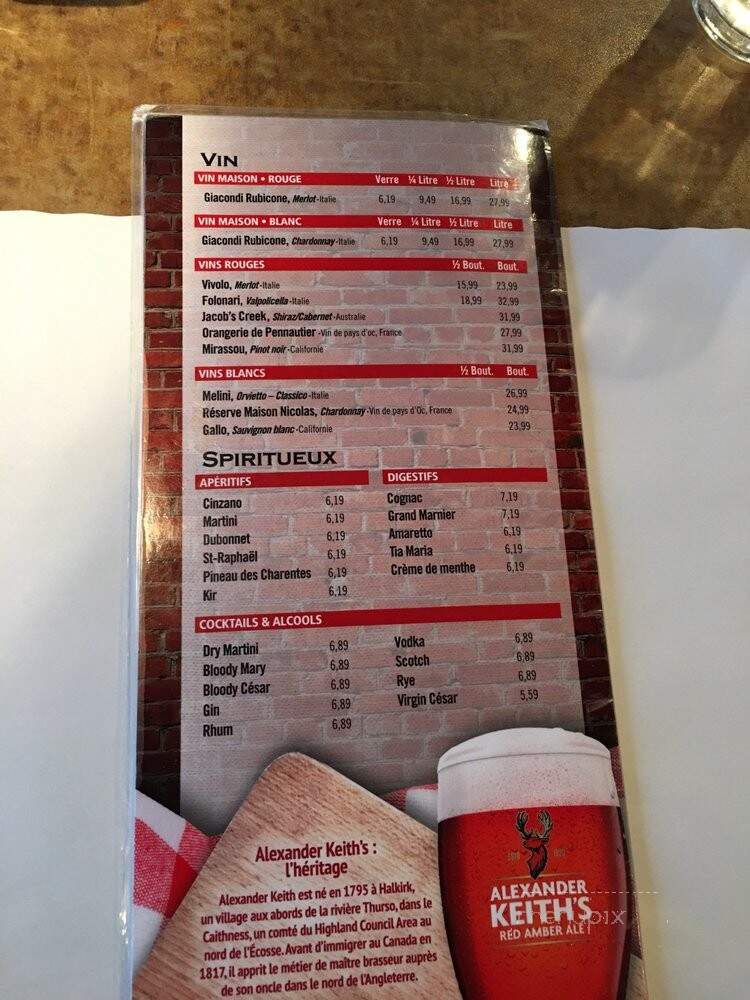 VIN
VIN MAISON • ROUGE Verre ¼ Litre ½ Litre Litre
Giacondi Rubicone, Merlot-Italie 6,19 9,49 16,99 27,99
VIN MAISON • BLANC Verre ¼ Litre ½ Litre Litre
Giacondi Rubicone, Chardonnay-Italie 6,19 9,49 16,99 27,99
VINS ROUGES ½ Bout. Bout.
Vivolo, Merlot-Italie 15,99 23,99
Folonari, Valpolicella-Italie 18,99 32,99
Jacob's Creek, Shiraz/Cabernet-Australie 31,99
Orangerie de Pennautier-Vin de pays d'oc, France 27,99
Mirassou, Pinot noir-Californie 31,99
VINS BLANCS ½ Bout. Bout.
Melini, Orvietto – Classico-Italie 26,99
Réserve Maison Nicolas, Chardonnay-Vin de pays d'Oc, France 24,99
Gallo, Sauvignon blanc-Californie 23,99
SPIRITUEUX
APÉRITIFS
Cinzano 6,19
Martini 6,19
Dubonnet 6,19
St-Raphaël 6,19
Pineau des Charentes 6,19
Kir 6,19
DIGESTIFS
Cognac 7,19
Grand Marnier 7,19
Amaretto 6,19
Tia Maria 6,19
Crème de menthe 6,19
COCKTAILS & ALCOOLS
Dry Martini 6,89
Bloody Mary 6,89
Bloody César 6,89
Gin 6,89
Rhum 6,89
Vodka 6,89
Scotch 6,89
Rye 6,89
Virgin César 5,59
Alexander Keith's :
l'héritage
Alexander Keith est né en 1795 à Halkirk,
un village aux abords de la rivière Thurso, dans le
Caithness, un comté du Highland Council Area au
nord de l'Écosse. Avant d'immigrer au Canada en
1817, il apprit le métier de maître brasseur auprès
de son oncle dans le nord de l'Angleterre.
ALEXANDER
KEITH'S
RED AMBER ALE